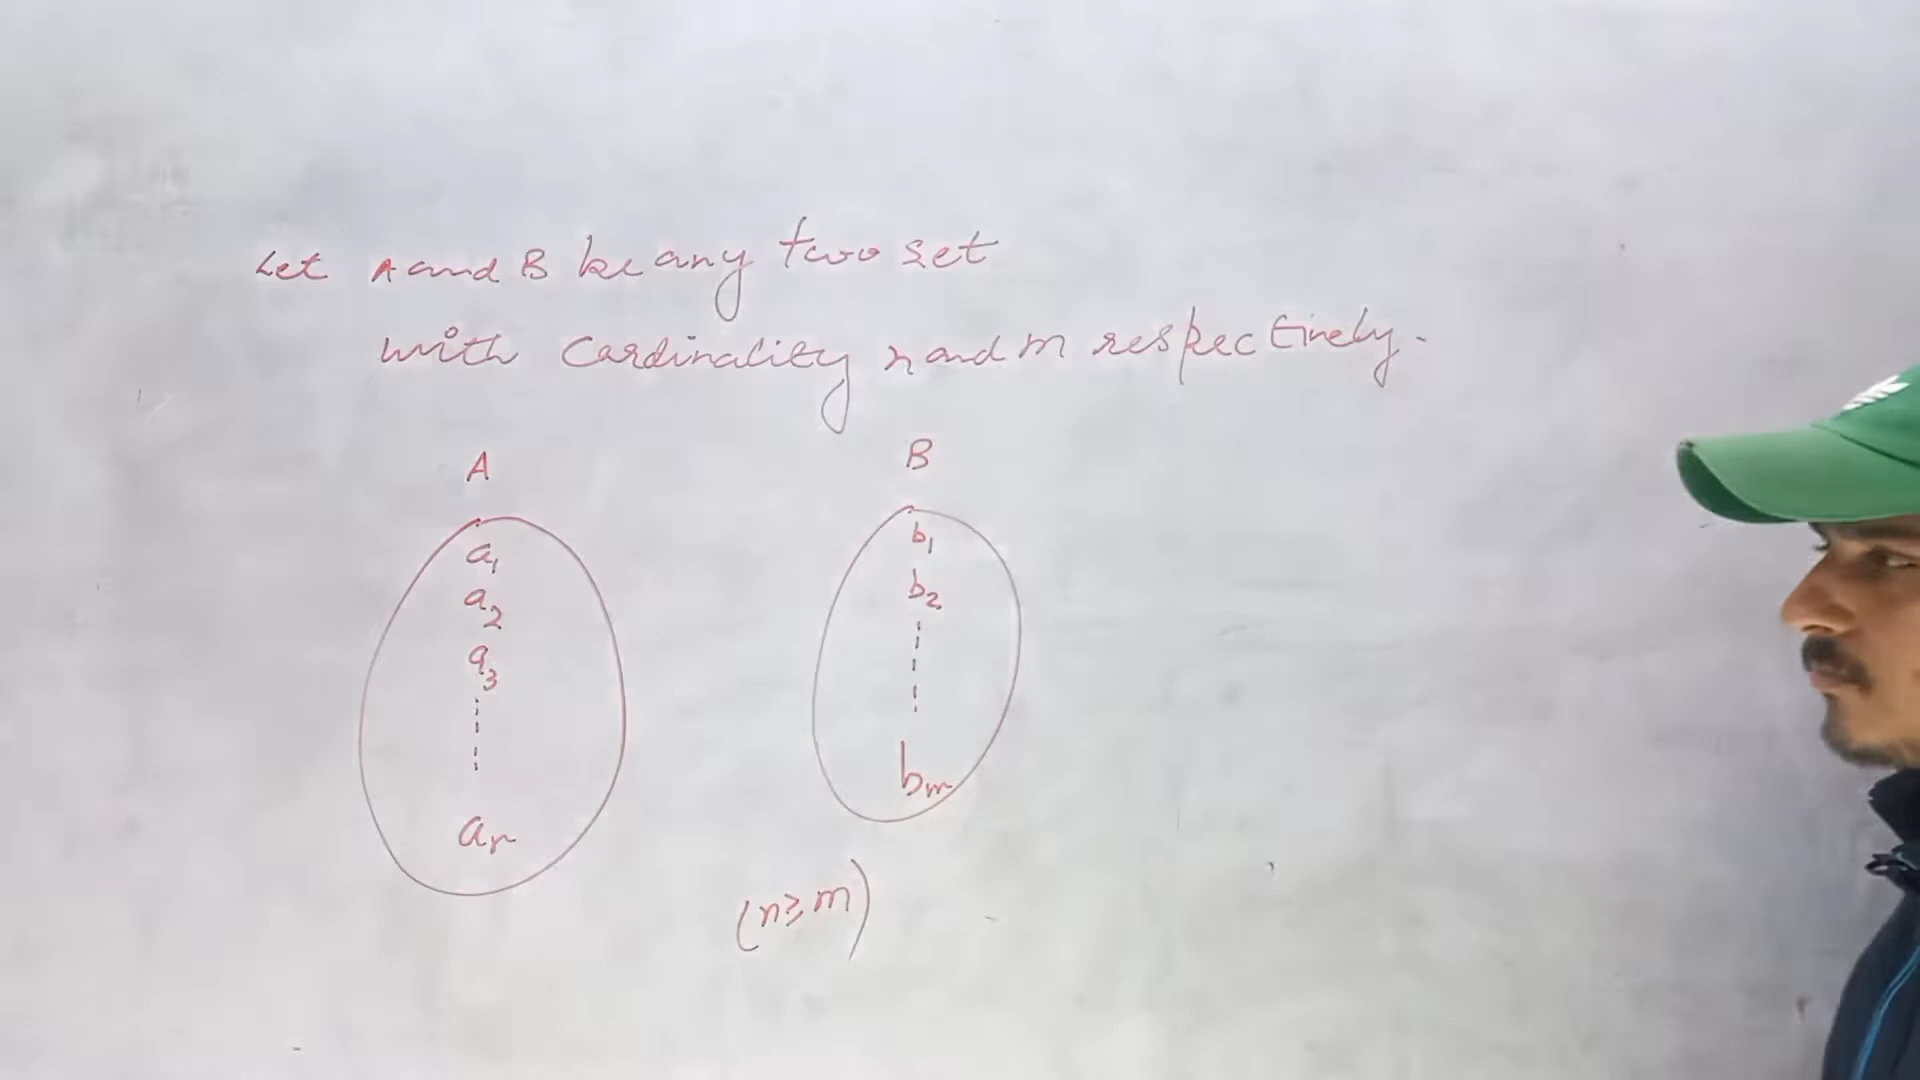 Let A and B be any two set
with Cardinality n and m respectively.
A
a1
a2
a3
an
B
b1
b2
bm
(n≥m)